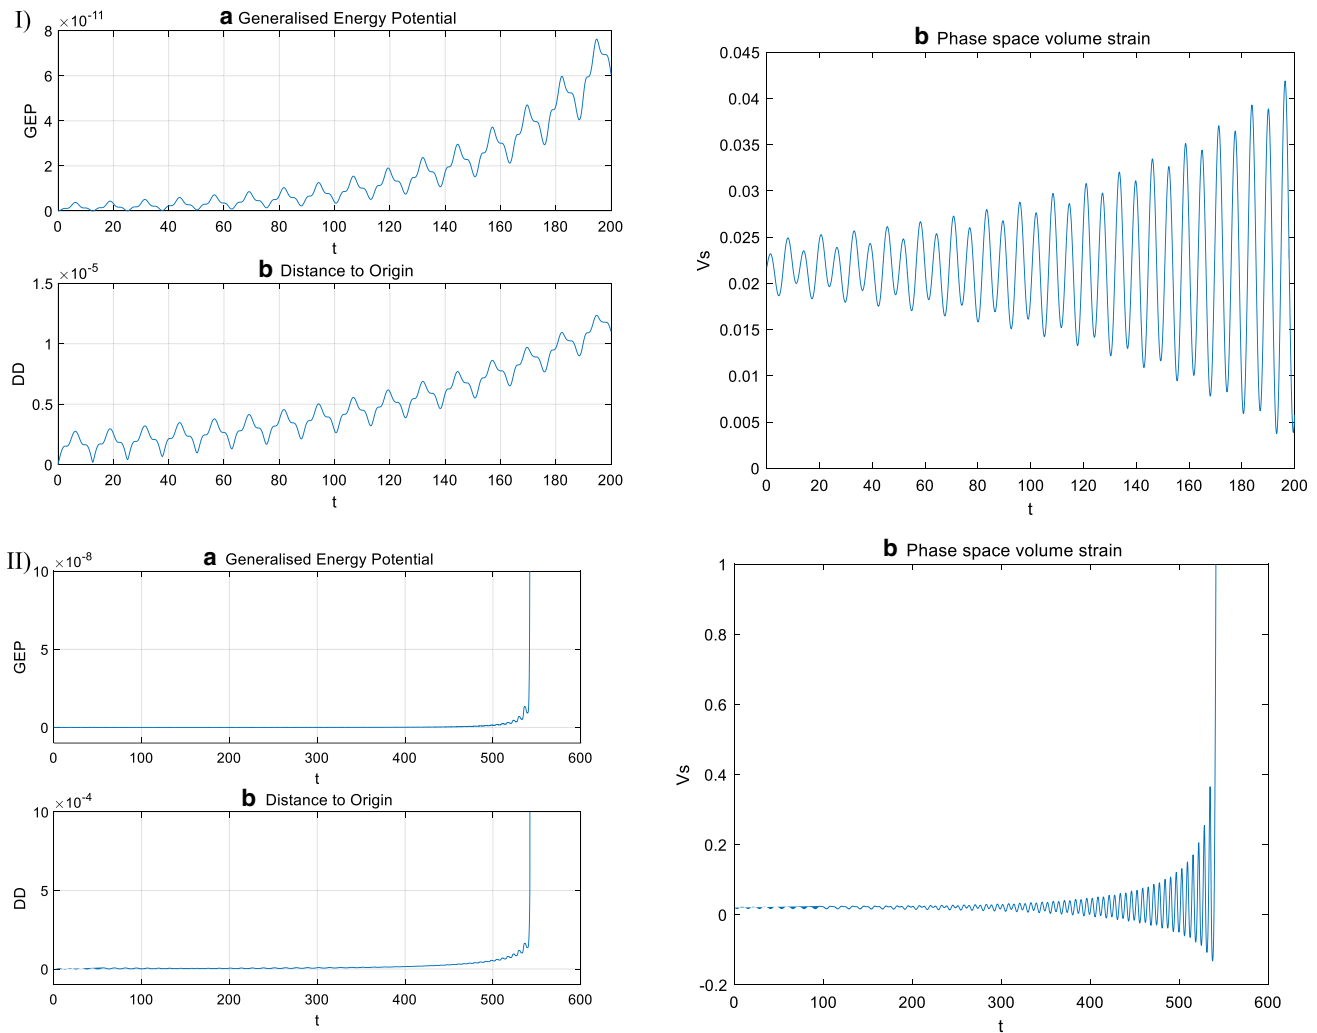 I)
×10-11
a Generalised Energy Potential
8
6
4
2
0
GEP
0 20 40 60 80 100 120 140 160 180 200
t
×10-5
b Distance to Origin
1.5
1
0.5
0
DD
0 20 40 60 80 100 120 140 160 180 200
t
b Phase space volume strain
0.045
0.04
0.035
0.03
0.025
0.02
0.015
0.01
0.005
0
Vs
0 20 40 60 80 100 120 140 160 180 200
t
II)
×10-8
a Generalised Energy Potential
10
5
0
GEP
0 100 200 300 400 500 600
t
×10-4
b Distance to Origin
10
5
0
DD
0 100 200 300 400 500 600
t
b Phase space volume strain
1
0.8
0.6
0.4
0.2
0
-0.2
Vs
0 100 200 300 400 500 600
t